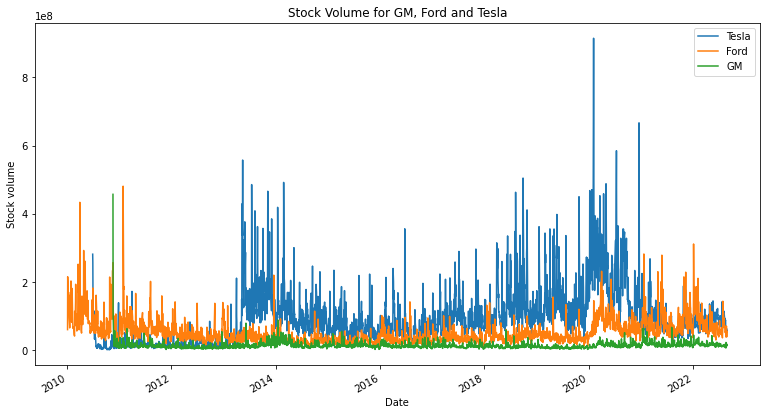 Stock Volume for GM, Ford and Tesla
1e8
Tesla
Ford
GM
8
6
4
2
0
Stock volume
2010
2012
2014
2016
2018
2020
2022
Date